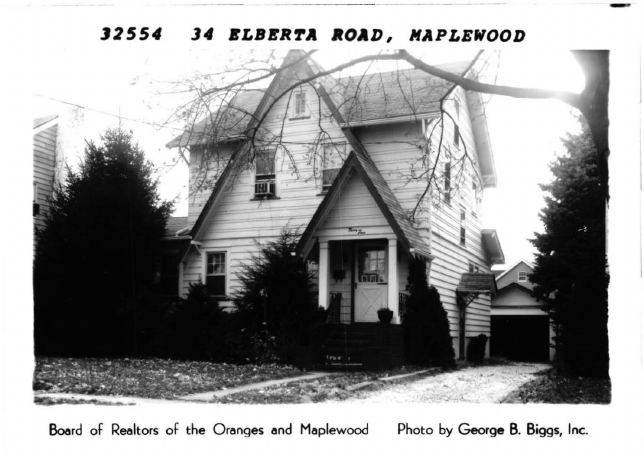 32554 34 ELBERTA ROAD, MAPLEWOOD
Board of Realtors of the Oranges and Maplewood Photo by George B. Biggs, Inc.